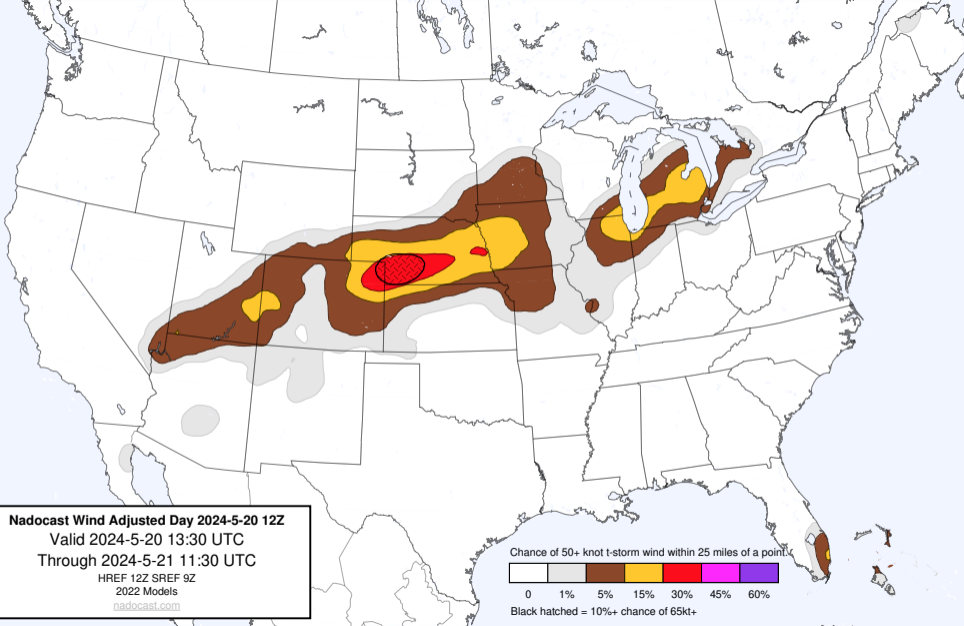 Nadocast Wind Adjusted Day 2024-5-20 12Z
Valid 2024-5-20 13:30 UTC
Through 2024-5-21 11:30 UTC
HREF 12Z SREF 9Z
2022 Models
nadocast.com
Chance of 50+ knot t-storm wind within 25 miles of a point.
0 1% 5% 15% 30% 45% 60%
Black hatched = 10%+ chance of 65kt+